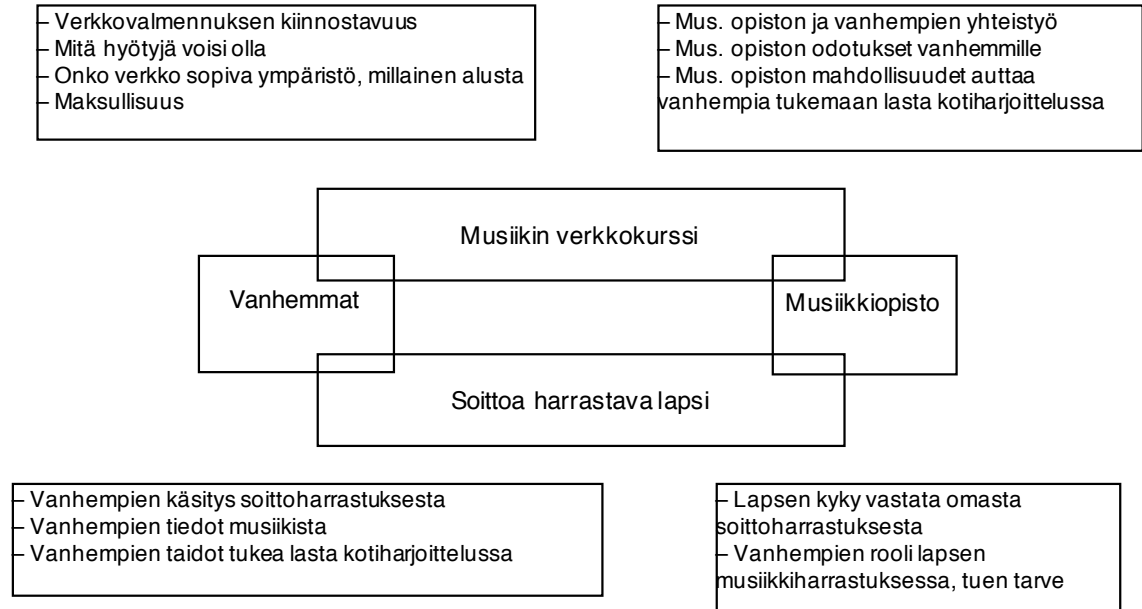 – Verkkovalmennuksen kiinnostavuus
– Mitä hyötyjä voisi olla
– Onko verkko sopiva ympäristö, millainen alusta
– Maksullisuus
– Mus. opiston ja vanhempien yhteistyö
– Mus. opiston odotukset vanhemmille
– Mus. opiston mahdollisuudet auttaa
vanhempia tukemaan lasta kotiharjoittelussa
Musiikin verkkokurssi
Vanhemmat
Musiikkiopisto
Soittoa harrastava lapsi
– Vanhempien käsitys soittoharrastuksesta
– Vanhempien tiedot musiikista
– Vanhempien taidot tukea lasta kotiharjoittelussa
– Lapsen kyky vastata omasta
soittoharrastuksesta
– Vanhempien rooli lapsen
musiikkiharrastuksessa, tuen tarve